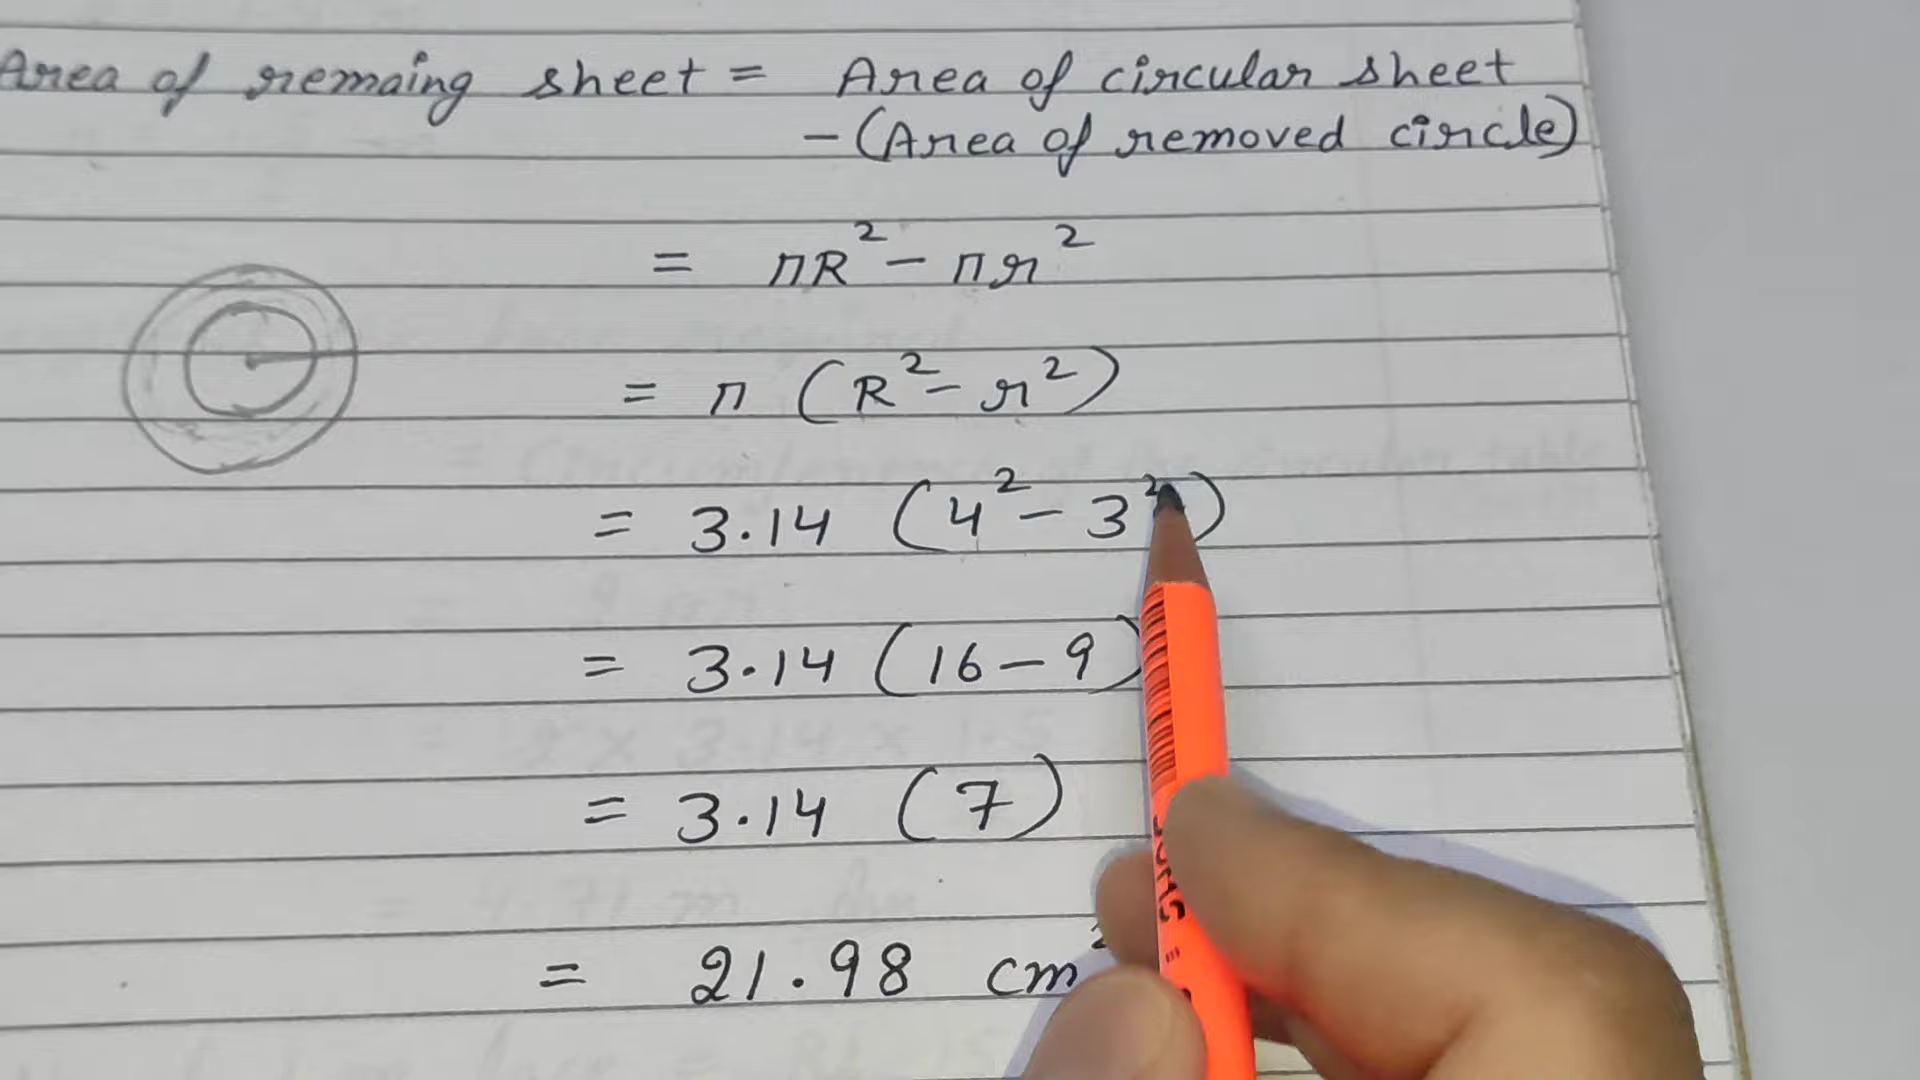 Area of remaing sheet = Area of circular sheet
- (Area of removed circle)
= πR² - πr²
= π (R² - r²)
= 3.14 (4² - 3²)
= 3.14 (16 - 9)
= 3.14 (7)
= 21.98 cm²